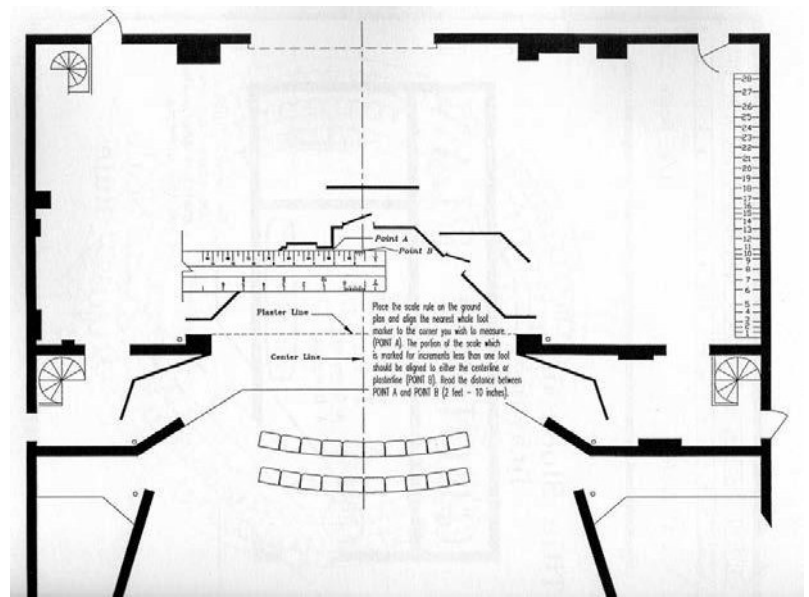 28
27
26
25
24
23
22
21
20
19
18
17
16
15
14
13
12
11
10
9
8
7
6
5
4
3
2
1
Point A
Point B
Plaster Line
Center Line
Place the scale rule on the ground
plan and align the nearest whole foot
marker to the corner you wish to measure.
(POINT A). The portion of the scale which
is marked for increments less than one foot
should be aligned to either the centerline or
plasterline (POINT B). Read the distance between
POINT A and POINT B (2 feet - 10 inches).